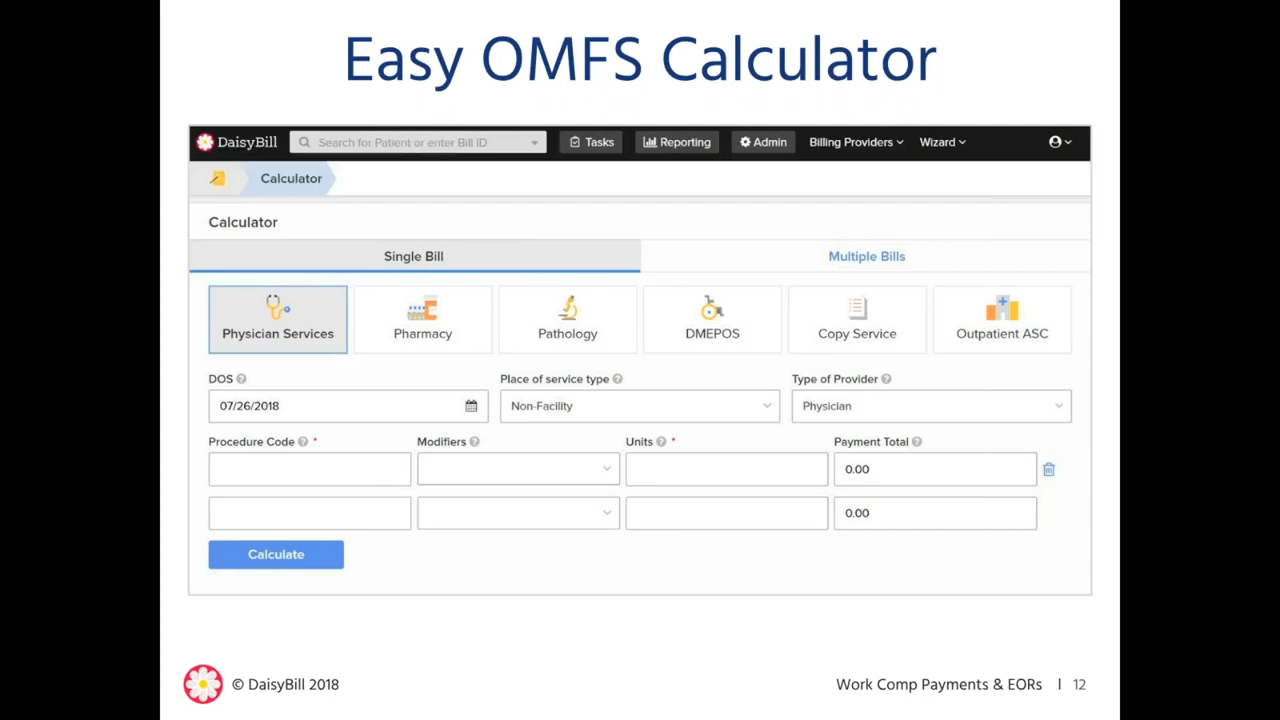 Easy OMFS Calculator
DaisyBill Search for Patient or enter Bill ID Tasks Reporting Admin Billing Providers Wizard
Calculator
Calculator
Single Bill Multiple Bills
Physician Services Pharmacy Pathology DMEPOS Copy Service Outpatient ASC
DOS ? Place of service type ? Type of Provider ?
07/26/2018 Non-Facility Physician
Procedure Code ? * Modifiers ? Units ? * Payment Total ?
0.00
0.00
Calculate
© DaisyBill 2018 Work Comp Payments & EORs | 12